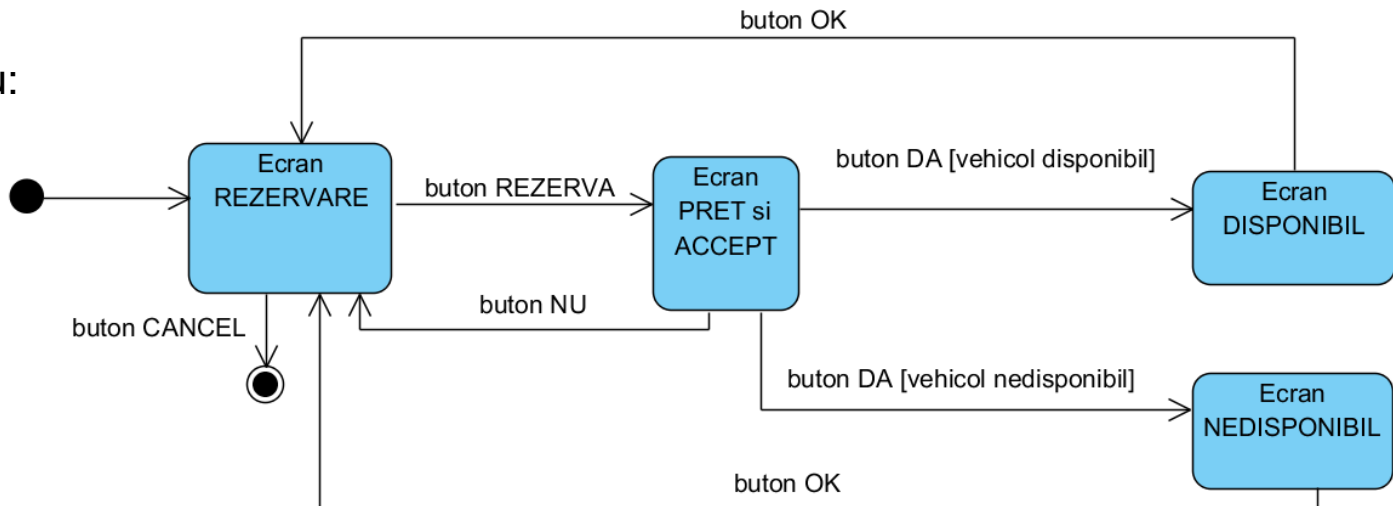 buton OK
u:
Ecran
REZERVARE
buton REZERVA
Ecran
PRET si
ACCEPT
buton DA [vehicol disponibil]
Ecran
DISPONIBIL
buton NU
buton CANCEL
buton DA [vehicol nedisponibil]
Ecran
NEDISPONIBIL
buton OK